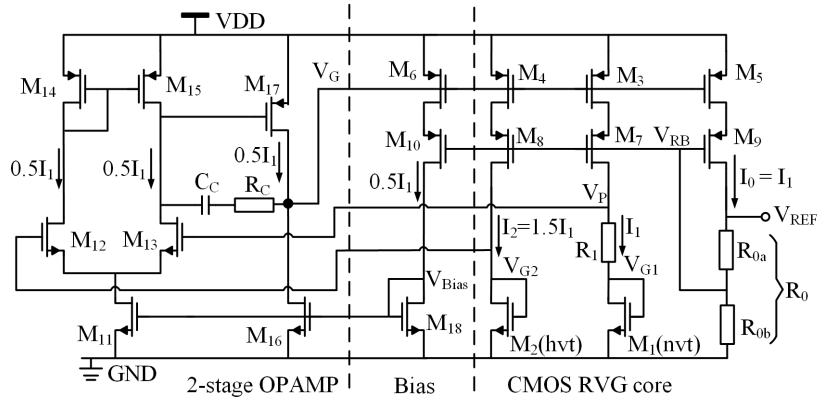 VDD
M14
M15
M17
VG
M6
M4
M3
M5
M10
M8
M7
VRB
M9
0.5I1
0.5I1
0.5I1
0.5I1
CC
RC
VP
I0 = I1
VREF
M12
M13
I2=1.5I1
I1
R1
R0a
R0
VBias
VG2
VG1
R0b
M11
M16
M18
M2(hvt)
M1(nvt)
GND
2-stage OPAMP
Bias
CMOS RVG core